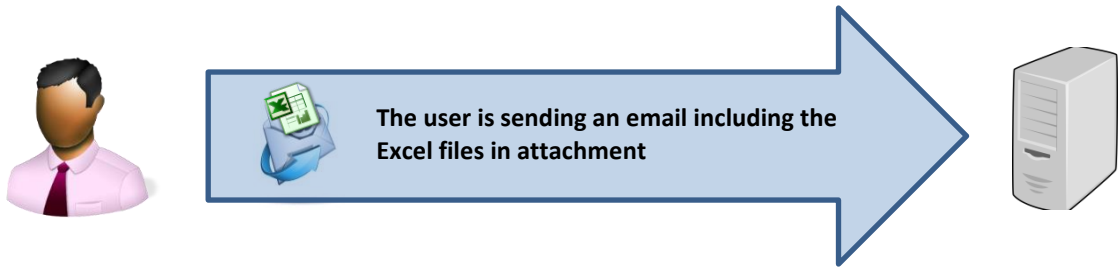 The user is sending an email including the
Excel files in attachment